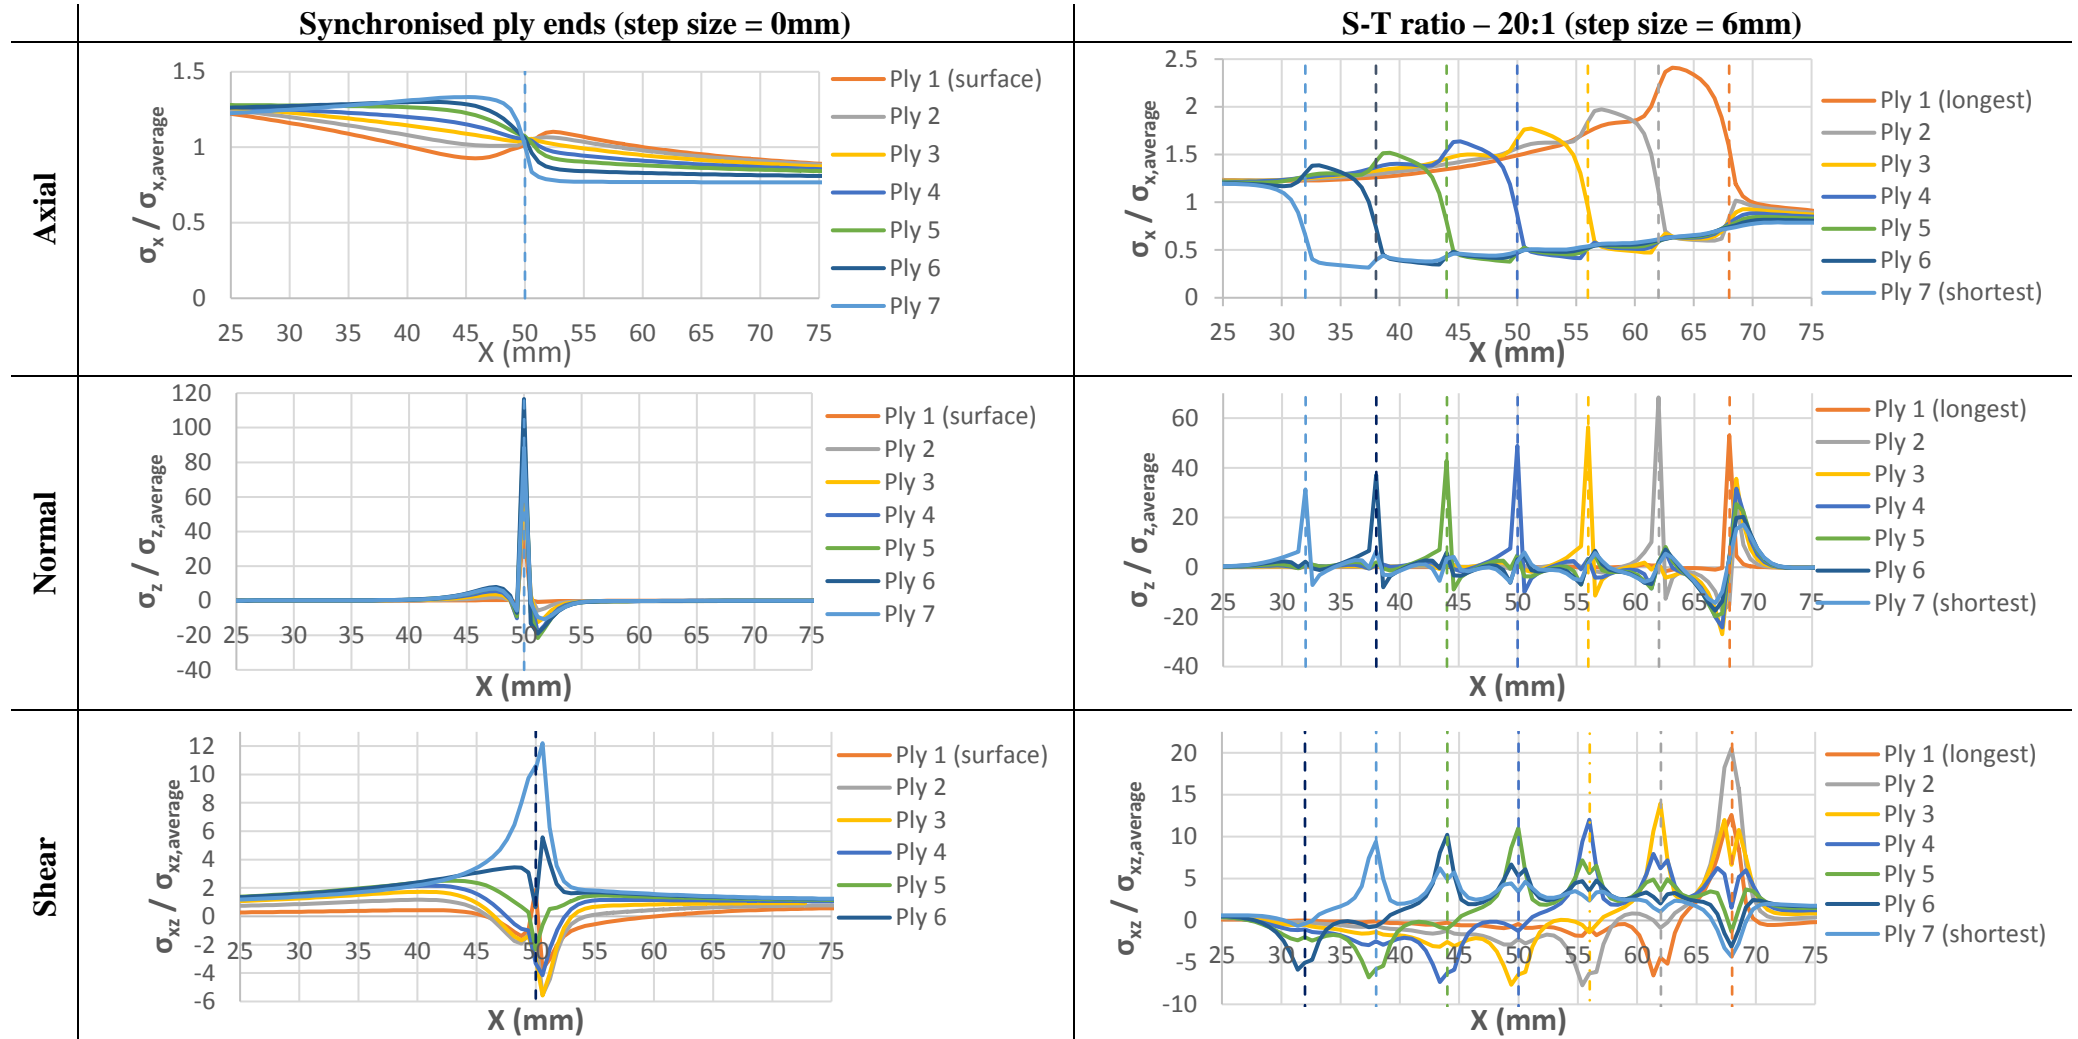 Synchronised ply ends (step size = 0mm)
S-T ratio – 20:1 (step size = 6mm)
Axial
1.5
1
0.5
0
σx / σx,average
25 30 35 40 45 50 55 60 65 70 75
X (mm)
Ply 1 (surface)
Ply 2
Ply 3
Ply 4
Ply 5
Ply 6
Ply 7
2.5
2
1.5
1
0.5
0
σx / σx,average
25 30 35 40 45 50 55 60 65 70 75
X (mm)
Ply 1 (longest)
Ply 2
Ply 3
Ply 4
Ply 5
Ply 6
Ply 7 (shortest)
Normal
120
100
80
60
40
20
0
-20
-40
σz / σz,average
25 30 35 40 45 50 55 60 65 70 75
X (mm)
Ply 1 (surface)
Ply 2
Ply 3
Ply 4
Ply 5
Ply 6
Ply 7
60
40
20
0
-20
-40
σz / σz,average
25 30 35 40 45 50 55 60 65 70 75
X (mm)
Ply 1 (longest)
Ply 2
Ply 3
Ply 4
Ply 5
Ply 6
Ply 7 (shortest)
Shear
12
10
8
6
4
2
0
-2
-4
-6
σxz / σxz,average
25 30 35 40 45 50 55 60 65 70 75
X (mm)
Ply 1 (surface)
Ply 2
Ply 3
Ply 4
Ply 5
Ply 6
20
15
10
5
0
-5
-10
σxz / σxz,average
25 30 35 40 45 50 55 60 65 70 75
X (mm)
Ply 1 (longest)
Ply 2
Ply 3
Ply 4
Ply 5
Ply 6
Ply 7 (shortest)